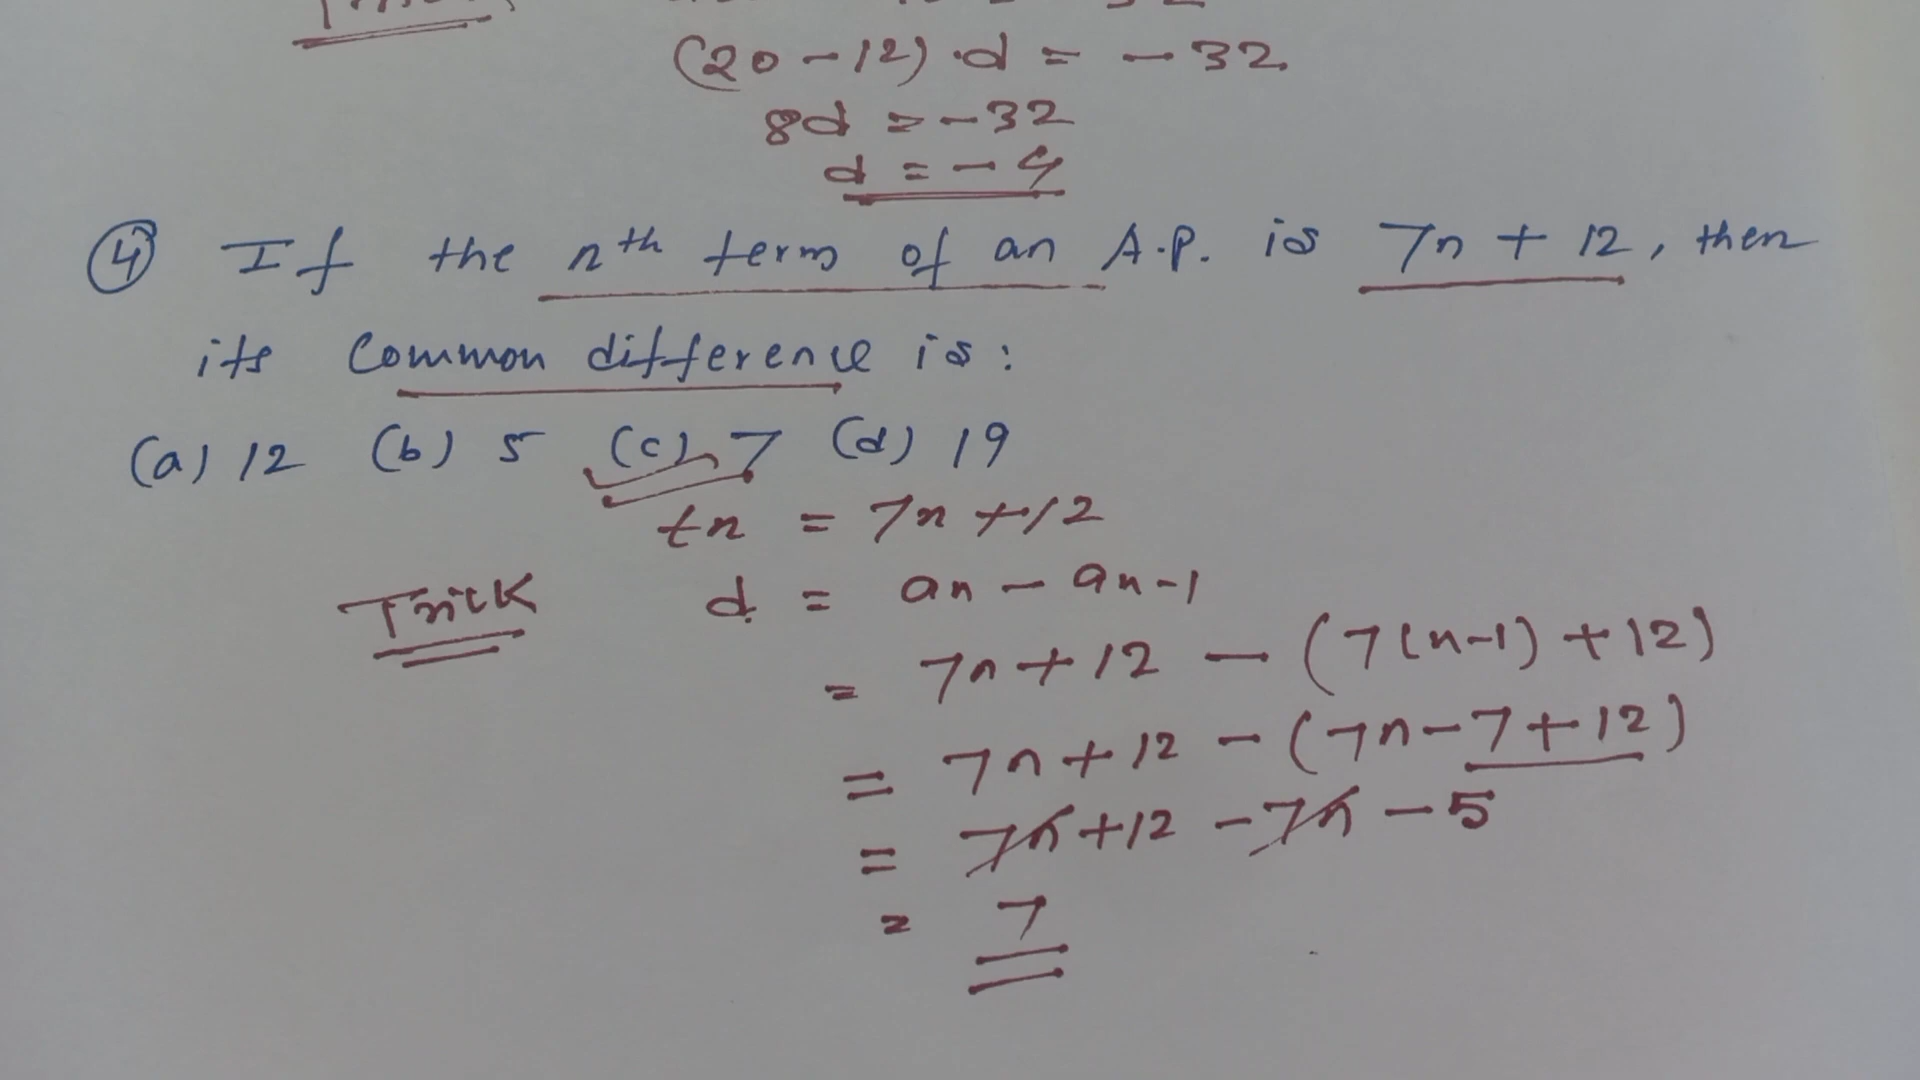 (20-12)·d = -32
8d = -32
d = -4
④ If the nth term of an A.P. is 7n + 12, then
its Common difference is:
(a) 12 (b) 5 (c) 7 (d) 19
tn = 7n +12
Trick d = an - an-1
= 7n+12 - (7(n-1) +12)
= 7n+12 - (7n-7+12)
= 7n+12 -7n -5
= 7